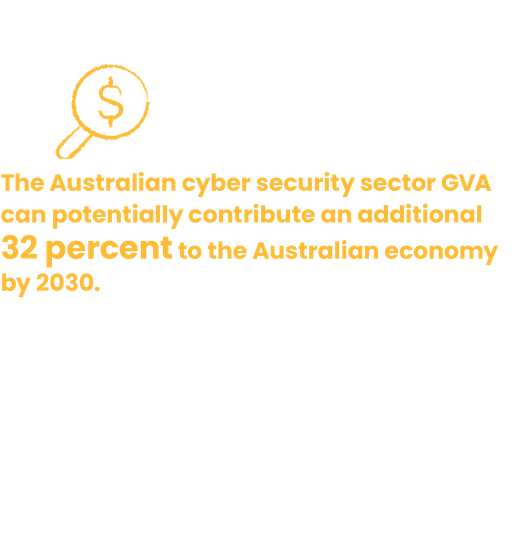 $
The Australian cyber security sector GVA
can potentially contribute an additional
32 percent to the Australian economy
by 2030.